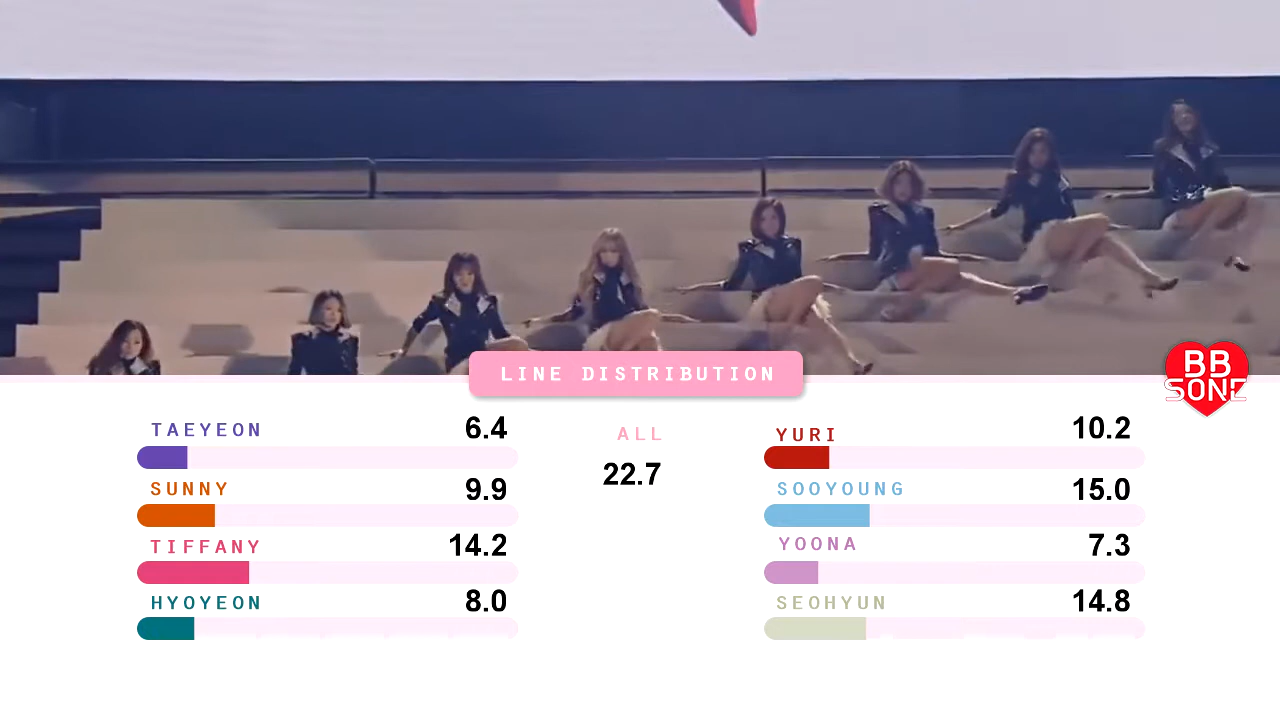 LINE DISTRIBUTION
BB
SONE
TAEYEON 6.4
SUNNY 9.9
TIFFANY 14.2
HYOYEON 8.0
ALL
22.7
YURI 10.2
SOOYOUNG 15.0
YOONA 7.3
SEOHYUN 14.8